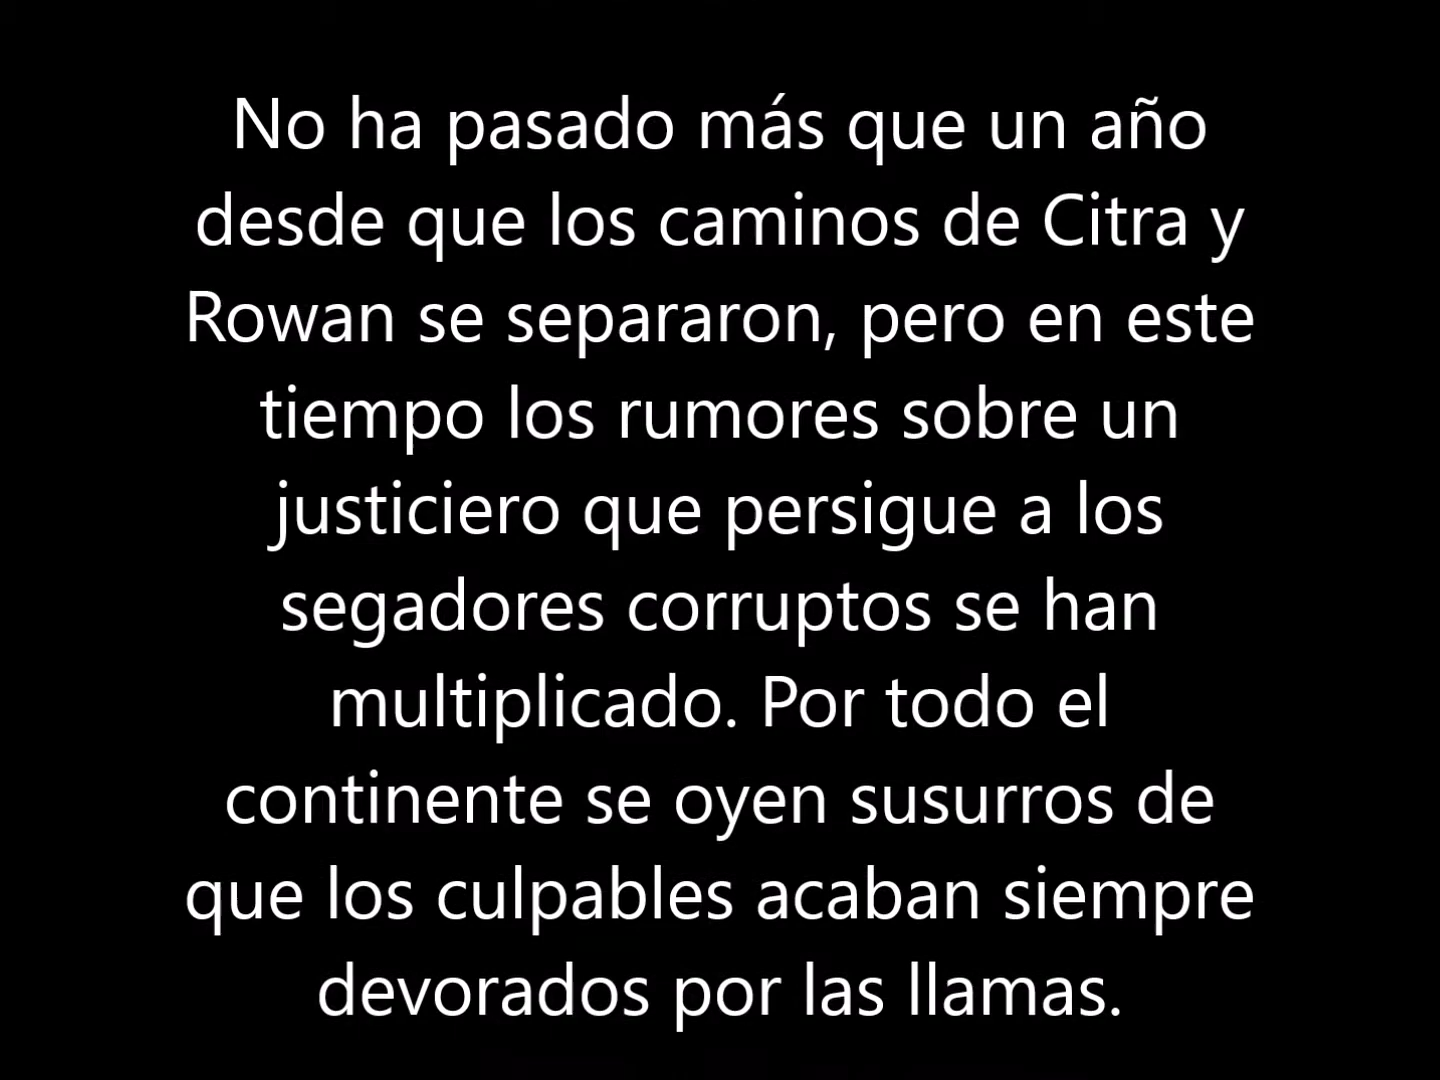 No ha pasado más que un año
desde que los caminos de Citra y
Rowan se separaron, pero en este
tiempo los rumores sobre un
justiciero que persigue a los
segadores corruptos se han
multiplicado. Por todo el
continente se oyen susurros de
que los culpables acaban siempre
devorados por las llamas.